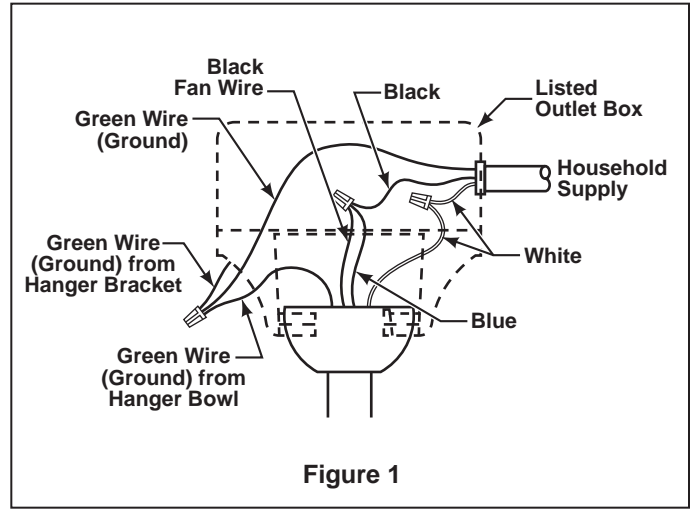 Black
Fan Wire
Black
Listed
Outlet Box
Green Wire
(Ground)
Household
Supply
Green Wire
(Ground) from
Hanger Bracket
White
Blue
Green Wire
(Ground) from
Hanger Bowl
Figure 1